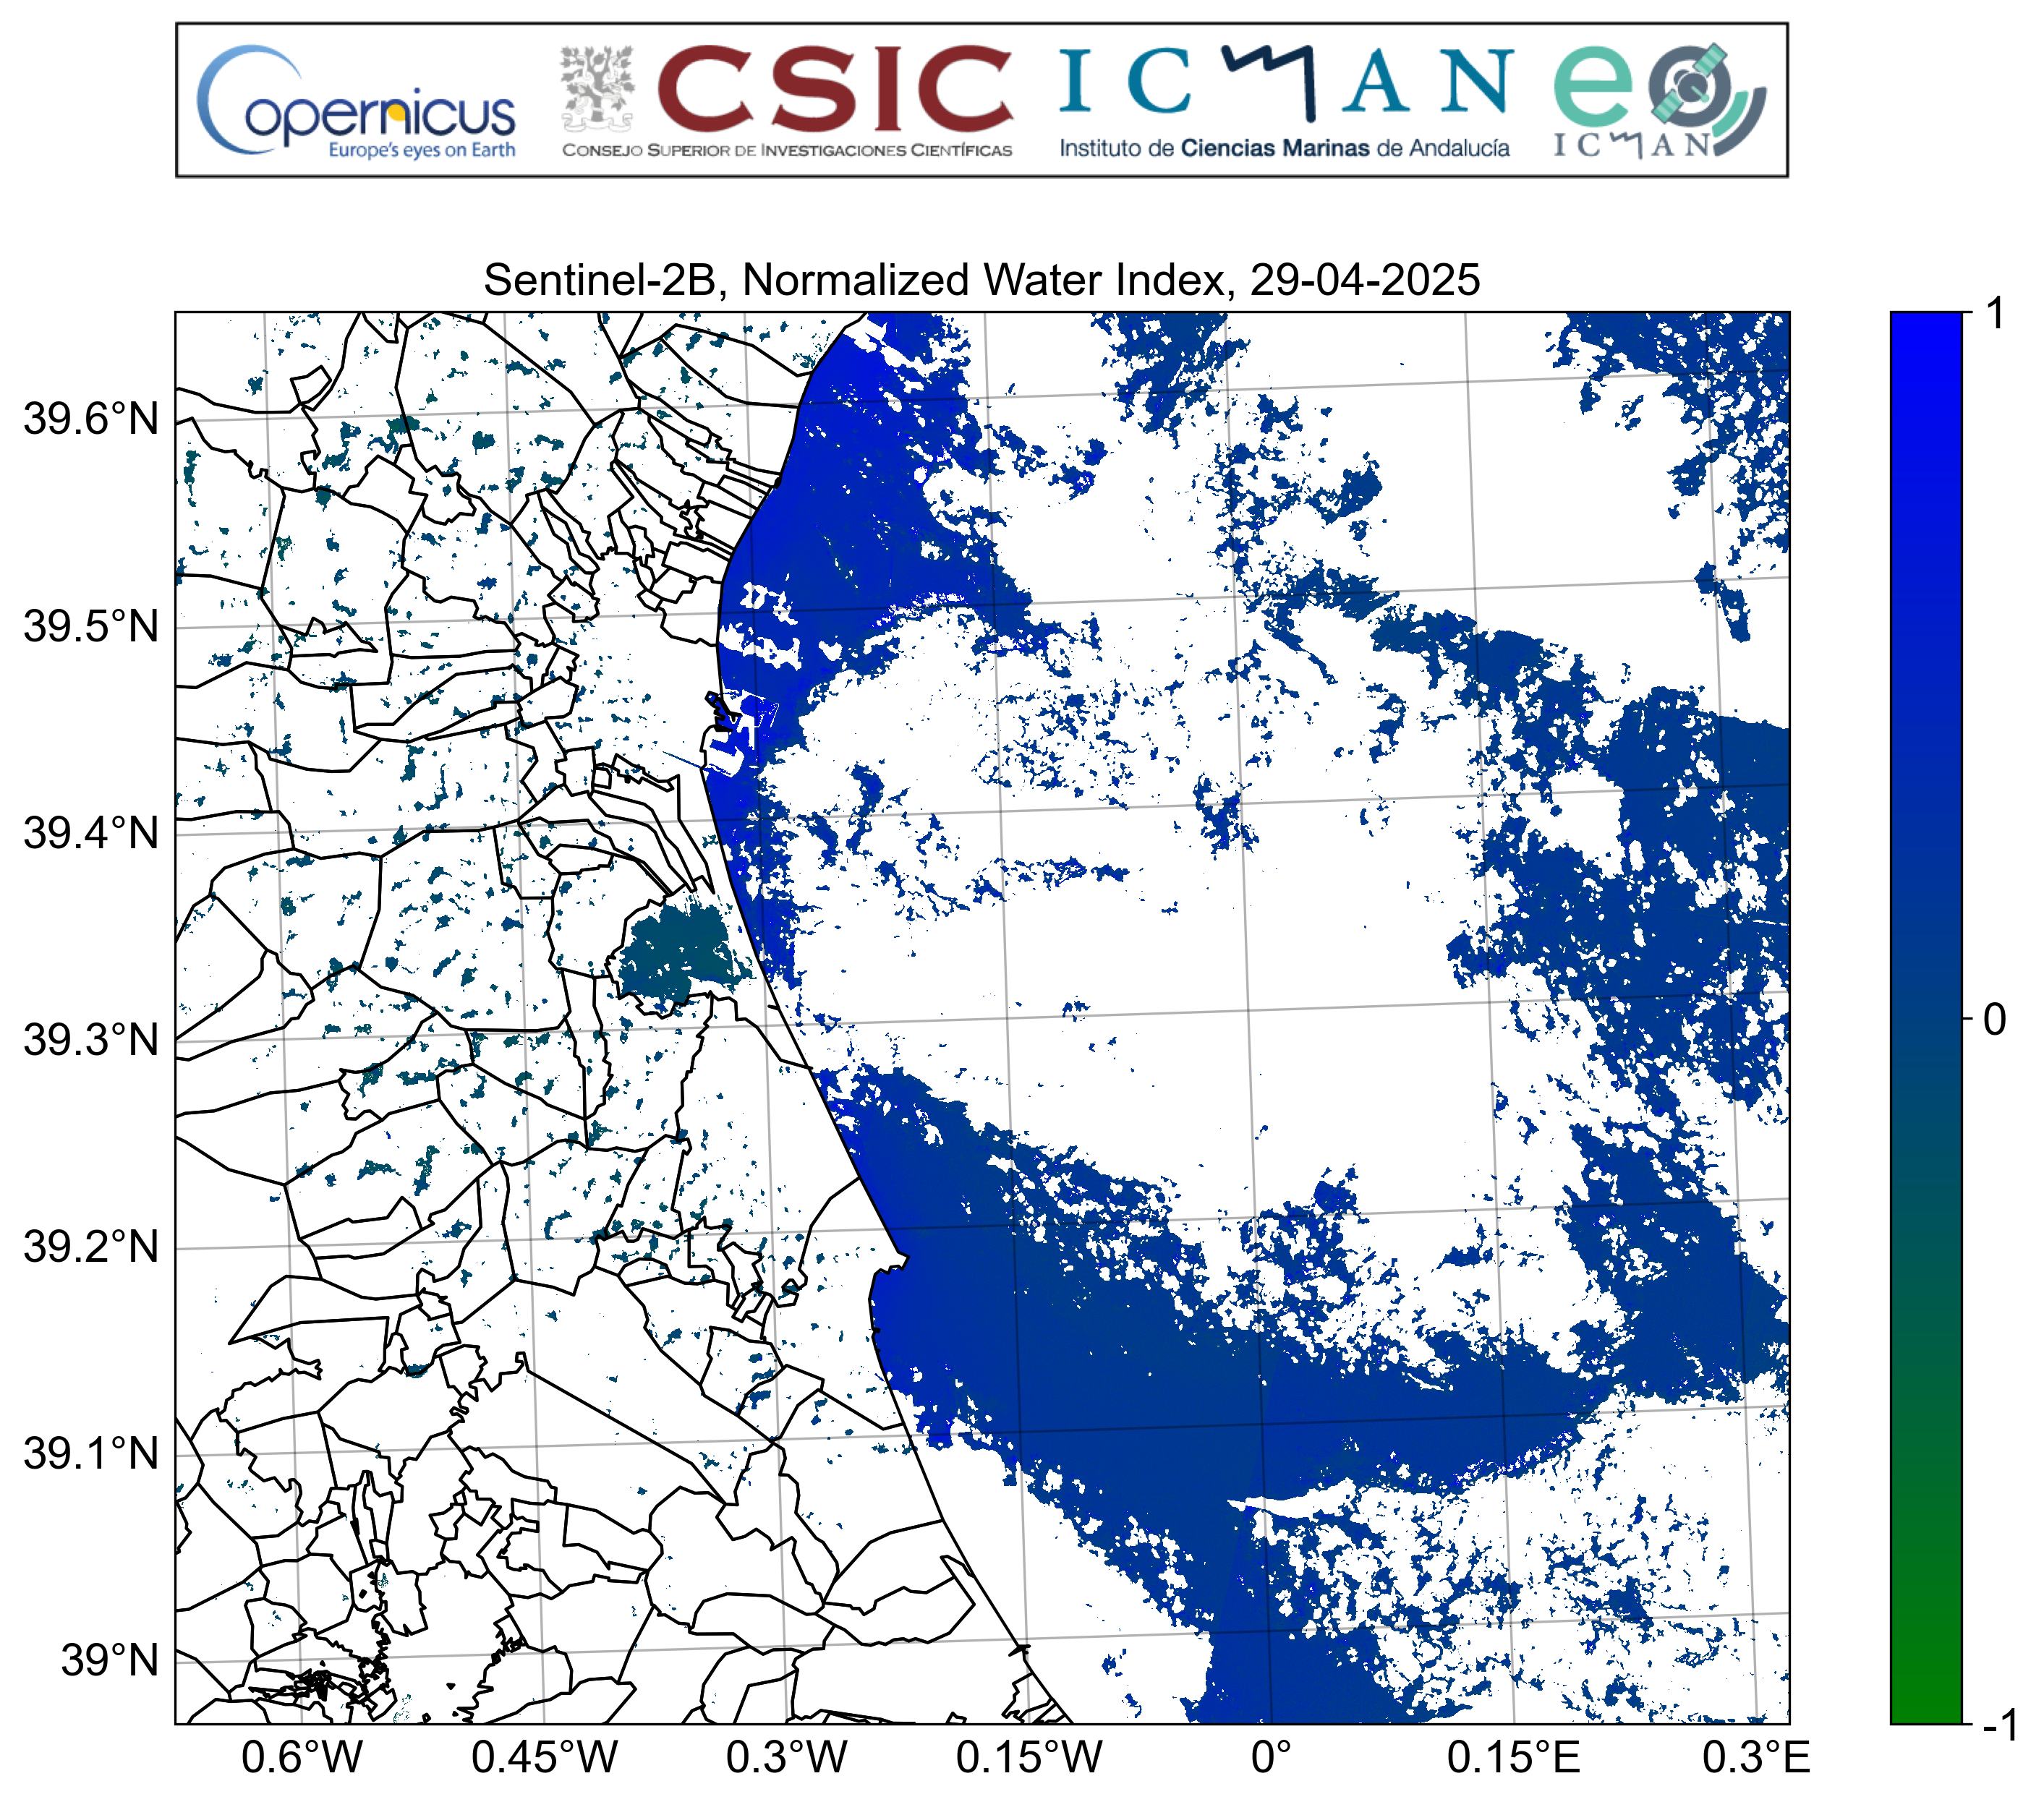 Copernicus
Europe's eyes on Earth
CSIC
CONSEJO SUPERIOR DE INVESTIGACIONES CIENTÍFICAS
ICMAN
Instituto de Ciencias Marinas de Andalucía
eo
ICMAN
Sentinel-2B, Normalized Water Index, 29-04-2025
39.6°N
39.5°N
39.4°N
39.3°N
39.2°N
39.1°N
39°N
0.6°W 0.45°W 0.3°W 0.15°W 0° 0.15°E 0.3°E
1
0
-1